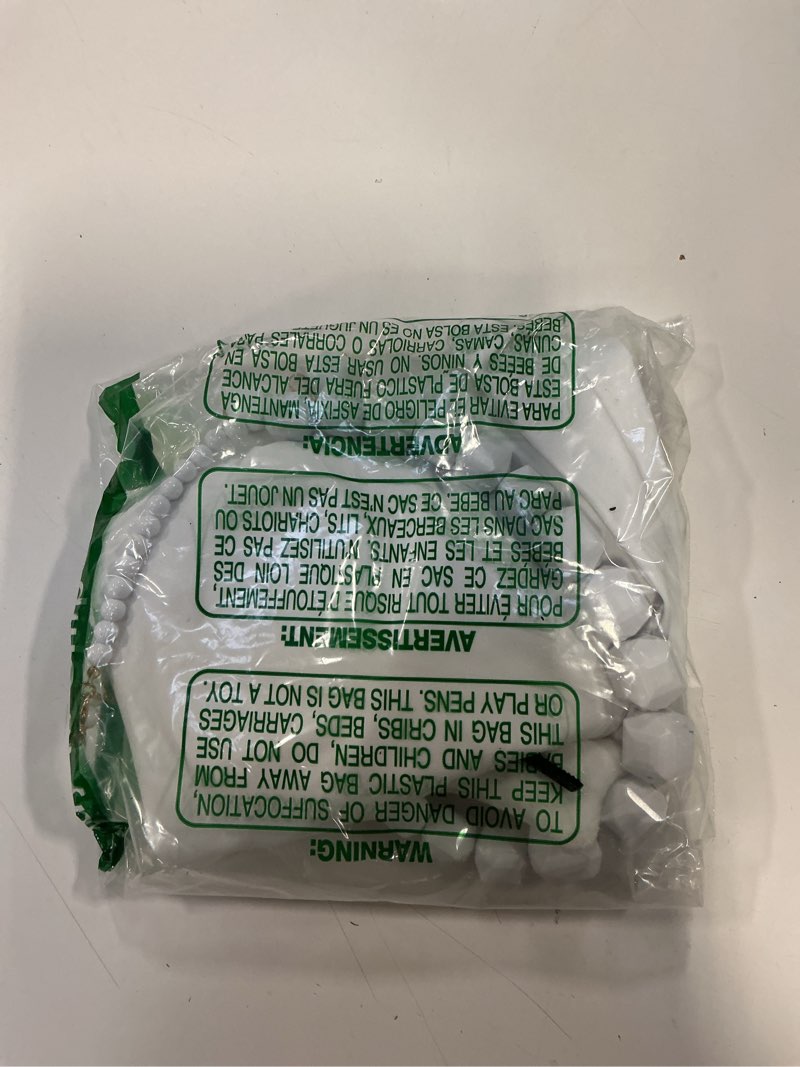 WARNING:
TO AVOID DANGER OF SUFFOCATION,
KEEP THIS PLASTIC BAG AWAY FROM
BABIES AND CHILDREN, DO NOT USE
THIS BAG IN CRIBS, BEDS, CARRIAGES
OR PLAY PENS. THIS BAG IS NOT A TOY.
AVERTISSEMENT:
POUR ÉVITER TOUT RISQUE D'ÉTOUFFEMENT,
GARDEZ CE SAC EN PLASTIQUE LOIN DES
BEBES ET LES ENFANTS, N'UTILISEZ PAS CE
SAC DANS LES BERCEAUX, LITS, CHARIOTS OU
PARC AU BEBE. CE SAC N'EST PAS UN JOUET.
ADVERTENCIA:
PARA EVITAR EL PELIGRO DE ASFIXIA, MANTENGA
ESTA BOLSA DE PLASTICO FUERA DEL ALCANCE
DE BEBES Y NINOS. NO USAR ESTA BOLSA EN
CUNAS, CAMAS, CARRIOLAS O CORRALES PARA
BEBES. ESTA BOLSA NO ES UN JUGUETE